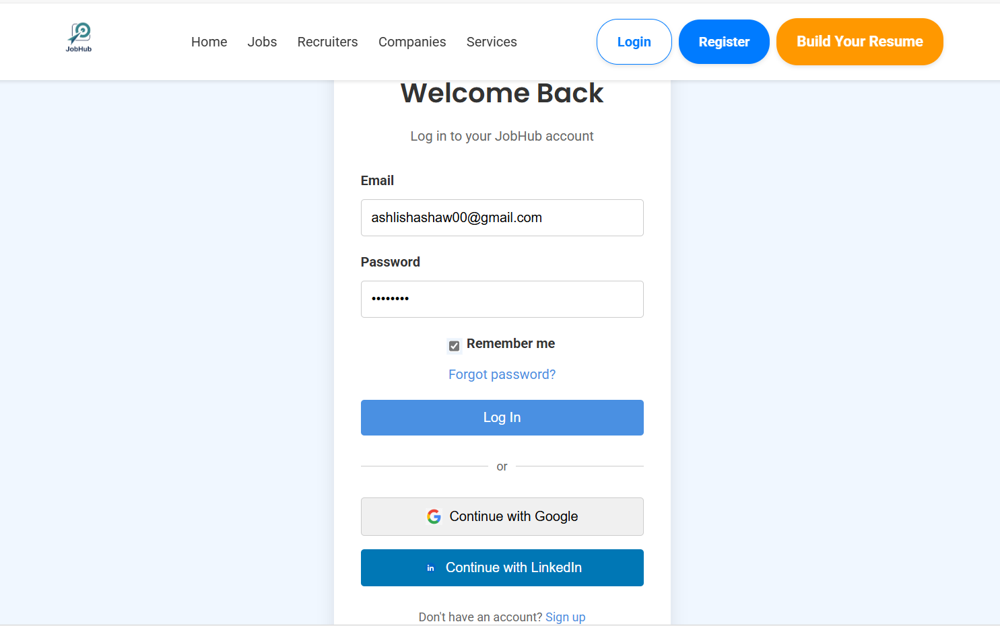 JobHub
Home Jobs Recruiters Companies Services Login Register Build Your Resume
Welcome Back
Log in to your JobHub account
Email
ashlishashaw00@gmail.com
Password
••••••••
Remember me
Forgot password?
Log In
or
G Continue with Google
in Continue with LinkedIn
Don't have an account? Sign up